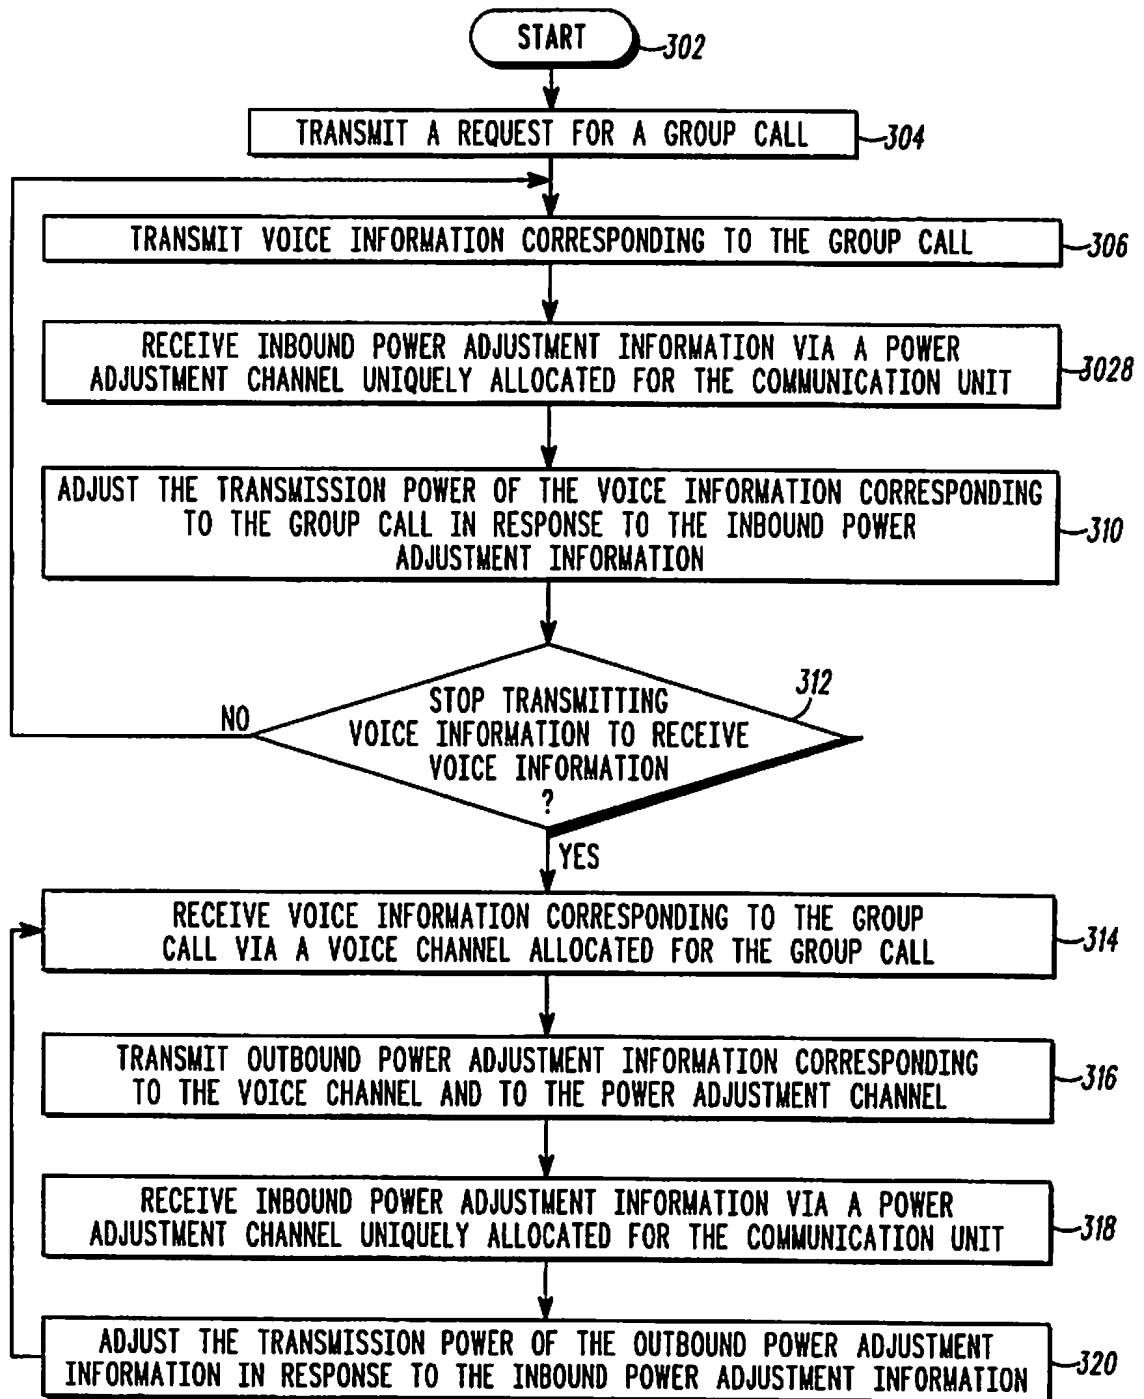 START
302
TRANSMIT A REQUEST FOR A GROUP CALL
304
TRANSMIT VOICE INFORMATION CORRESPONDING TO THE GROUP CALL
306
RECEIVE INBOUND POWER ADJUSTMENT INFORMATION VIA A POWER
ADJUSTMENT CHANNEL UNIQUELY ALLOCATED FOR THE COMMUNICATION UNIT
3028
ADJUST THE TRANSMISSION POWER OF THE VOICE INFORMATION CORRESPONDING
TO THE GROUP CALL IN RESPONSE TO THE INBOUND POWER
ADJUSTMENT INFORMATION
310
312
STOP TRANSMITTING
VOICE INFORMATION TO RECEIVE
VOICE INFORMATION
?
NO
YES
RECEIVE VOICE INFORMATION CORRESPONDING TO THE GROUP
CALL VIA A VOICE CHANNEL ALLOCATED FOR THE GROUP CALL
314
TRANSMIT OUTBOUND POWER ADJUSTMENT INFORMATION CORRESPONDING
TO THE VOICE CHANNEL AND TO THE POWER ADJUSTMENT CHANNEL
316
RECEIVE INBOUND POWER ADJUSTMENT INFORMATION VIA A POWER
ADJUSTMENT CHANNEL UNIQUELY ALLOCATED FOR THE COMMUNICATION UNIT
318
ADJUST THE TRANSMISSION POWER OF THE OUTBOUND POWER ADJUSTMENT
INFORMATION IN RESPONSE TO THE INBOUND POWER ADJUSTMENT INFORMATION
320